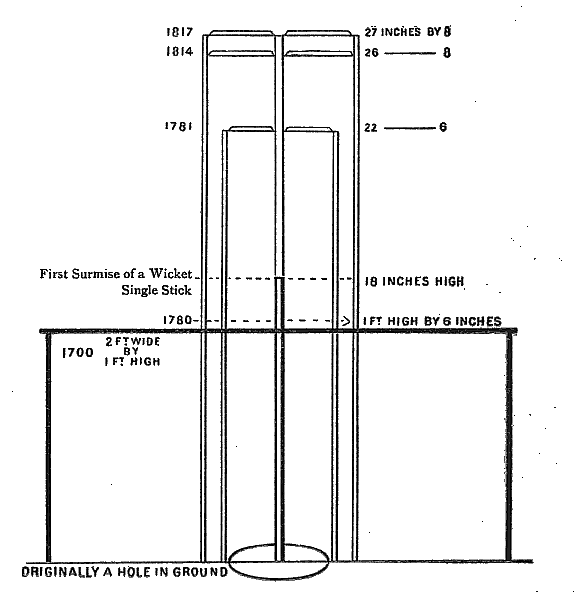 1817 27 INCHES BY 8
1814 26 —— 8
1781 22 —— 6
First Surmise of a Wicket
Single Stick
18 INCHES HIGH
1780 1 FT HIGH BY 6 INCHES
1700 2 FT WIDE
BY
1 FT HIGH
ORIGINALLY A HOLE IN GROUND